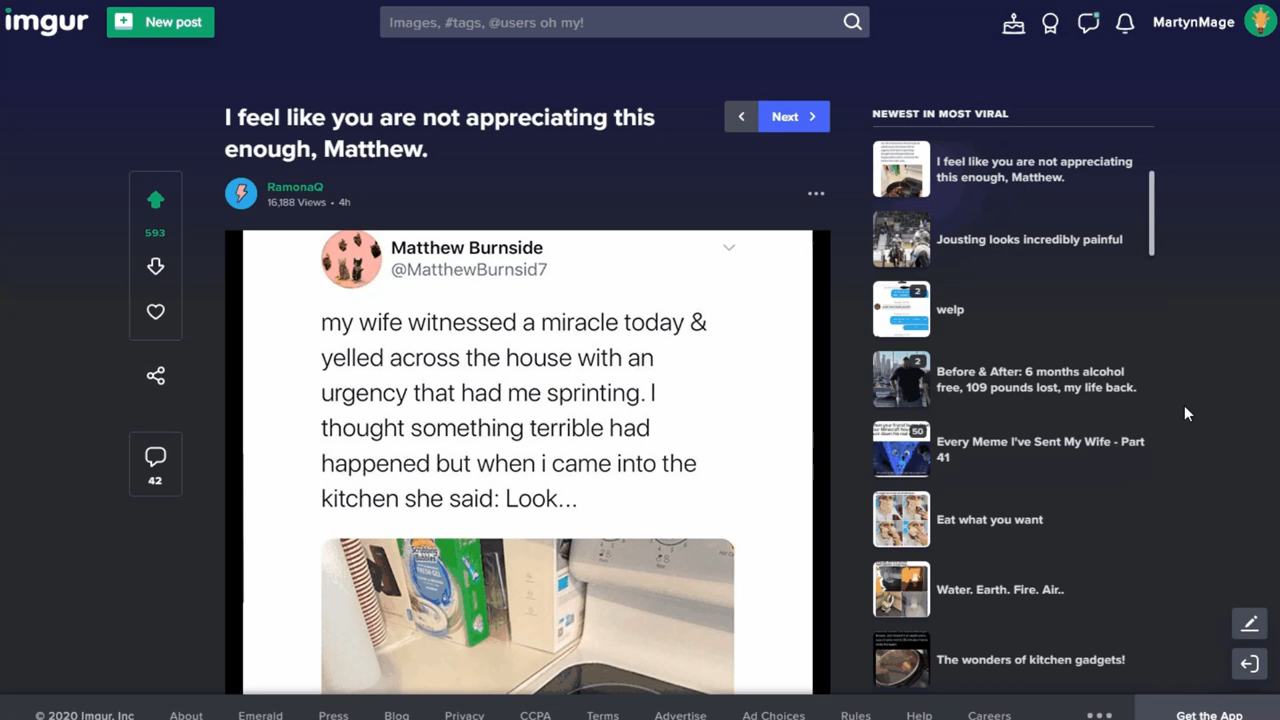 imgur
New post
Images, #tags, @users oh my!
MartynMage
I feel like you are not appreciating this
enough, Matthew.
Next
RamonaQ
16,188 Views • 4h
593
42
Matthew Burnside
@MatthewBurnsid7
my wife witnessed a miracle today &
yelled across the house with an
urgency that had me sprinting. I
thought something terrible had
happened but when i came into the
kitchen she said: Look...
NEWEST IN MOST VIRAL
I feel like you are not appreciating
this enough, Matthew.
Jousting looks incredibly painful
2
welp
2
Before & After: 6 months alcohol
free, 109 pounds lost, my life back.
50
Every Meme I've Sent My Wife - Part
41
Eat what you want
Water. Earth. Fire. Air..
The wonders of kitchen gadgets!
© 2020 Imgur, Inc
About
Emerald
Press
Blog
Privacy
CCPA
Terms
Advertise
Ad Choices
Rules
Help
Careers
Get the App